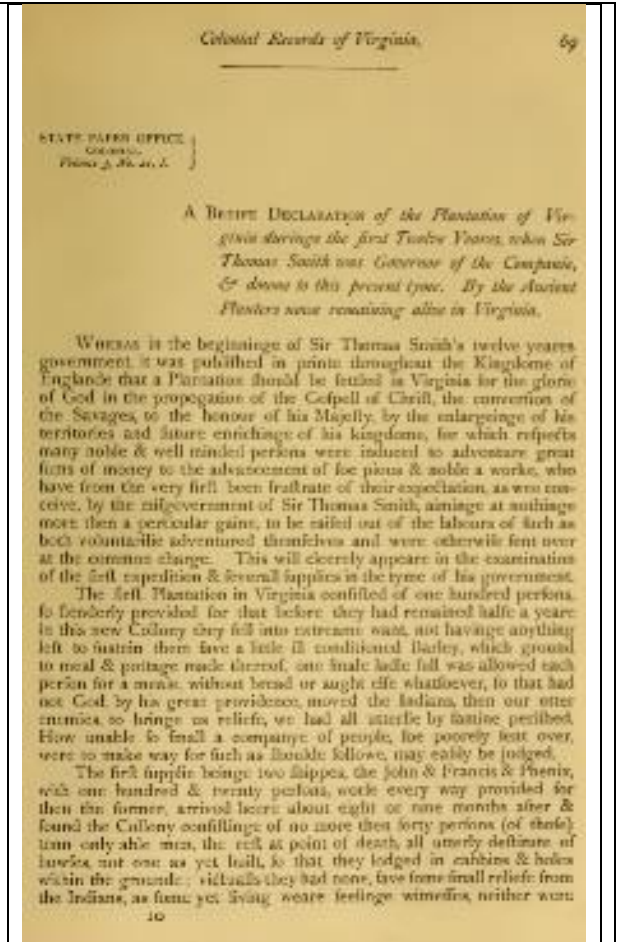 Colonial Records of Virginia. 69
STATE PAPER OFFICE,
COLONIAL.
Volume 3, No. 21, I.
A BREIFE DECLARATION of the Plantation of Vir-
ginia duringe the first Twelve Yeares, when Sir
Thomas Smith was Governor of the Companie,
& downe to this present tyme. By the Ancient
Planters nowe remaining alive in Virginia.
WHEREAS in the beginninge of Sir Thomas Smith's twelve yeares
government, it was publiſhed in printe throughout the Kingdome of
Englande that a Plantation ſhould be ſettled in Virginia for the glorie
of God in the propogation of the Goſpell of Chriſt, the converſion of
the Savages, to the honour of his Majeſty, by the enlargeinge of his
territories and future enrichinge of his kingdome, for which reſpects
many noble & well minded perſons were induced to adventure great
ſums of money to the advancement of ſoe pious & noble a worke, who
have from the very firſt been fruſtrate of their expectation, as wee con-
ceive, by the miſgovernment of Sir Thomas Smith, aiminge at nothinge
more then a perticular gaine, to be raiſed out of the labours of ſuch as
both voluntarilie adventured themſelves and were otherwiſe ſent over
at the common charge. This will cleerely appeare in the examination
of the firſt expedition & ſeverall ſupplies in the tyme of his government.
The firſt Plantation in Virginia conſiſted of one hundred perſons,
ſo ſlenderly provided for that before they had remained halfe a yeare
in this new Collony they fell into extreame want, not havinge anything
left to ſuſtein them ſave a little ill conditioned Barley, which ground
to meal & pottage made thereof, one ſmale ladle full was allowed each
perſon for a meale, without bread or aught elſe whatſoever, ſo that had
not God, by his great providence, moved the Indians, then our utter
enemies, to bringe us reliefe, we had all utterlie by famine periſhed.
How unable ſo ſmall a companye of people, ſoe poorely ſent over,
were to make way for ſuch as ſhoulde followe, may eaſily be judged.
The firſt ſupplie beinge two ſhippes, the John & Francis & Phenix,
with one hundred & twenty perſons, worſe every way provided for
then the former, arrived heere about eight or nine months after &
found the Collony conſiſtinge of no more then forty perſons (of thoſe)
tenn only able men, the reſt at point of death, all utterly deſtitute of
howſes, not one as yet built, ſo that they lodged in cabbins & holes
within the grounde; victualls they had none, ſave ſome ſmall reliefe from
the Indians, as ſome yet living weare feelinge witneſſes, neither were
10